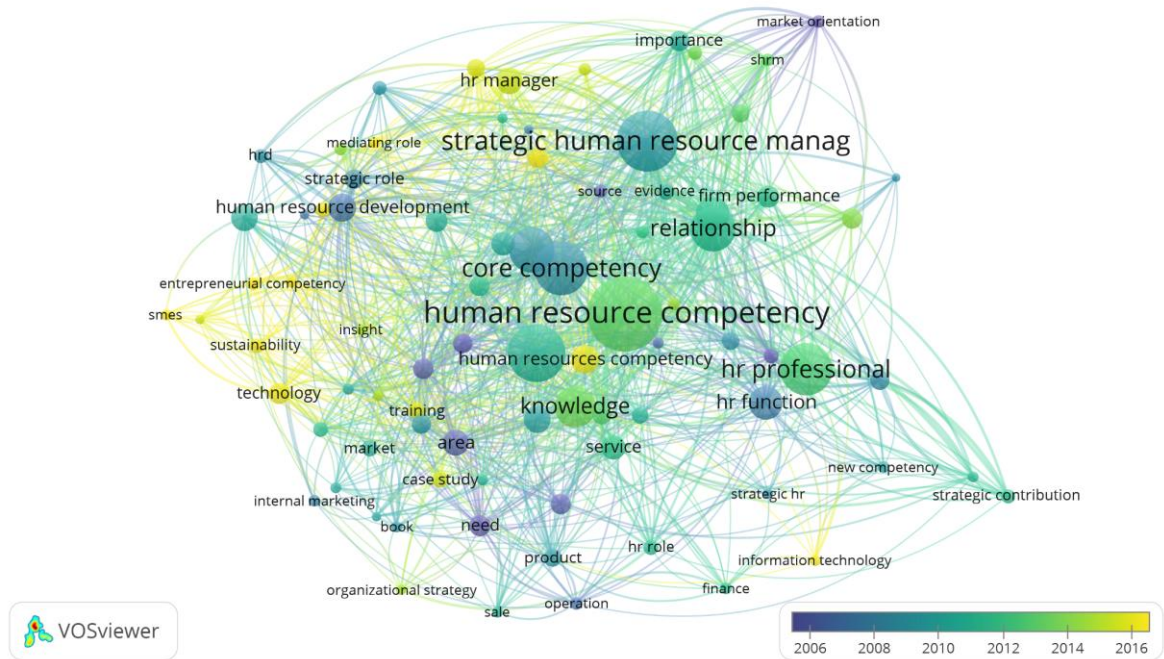 market orientation
importance
shrm
hr manager
strategic human resource manag
mediating role
hrd
strategic role
source
evidence
firm performance
human resource development
relationship
core competency
entrepreneurial competency
human resource competency
smes
insight
sustainability
human resources competency
hr professional
technology
hr function
knowledge
training
area
service
market
new competency
case study
strategic hr
strategic contribution
internal marketing
book
need
hr role
product
information technology
organizational strategy
finance
operation
sale
VOSviewer
2006 2008 2010 2012 2014 2016